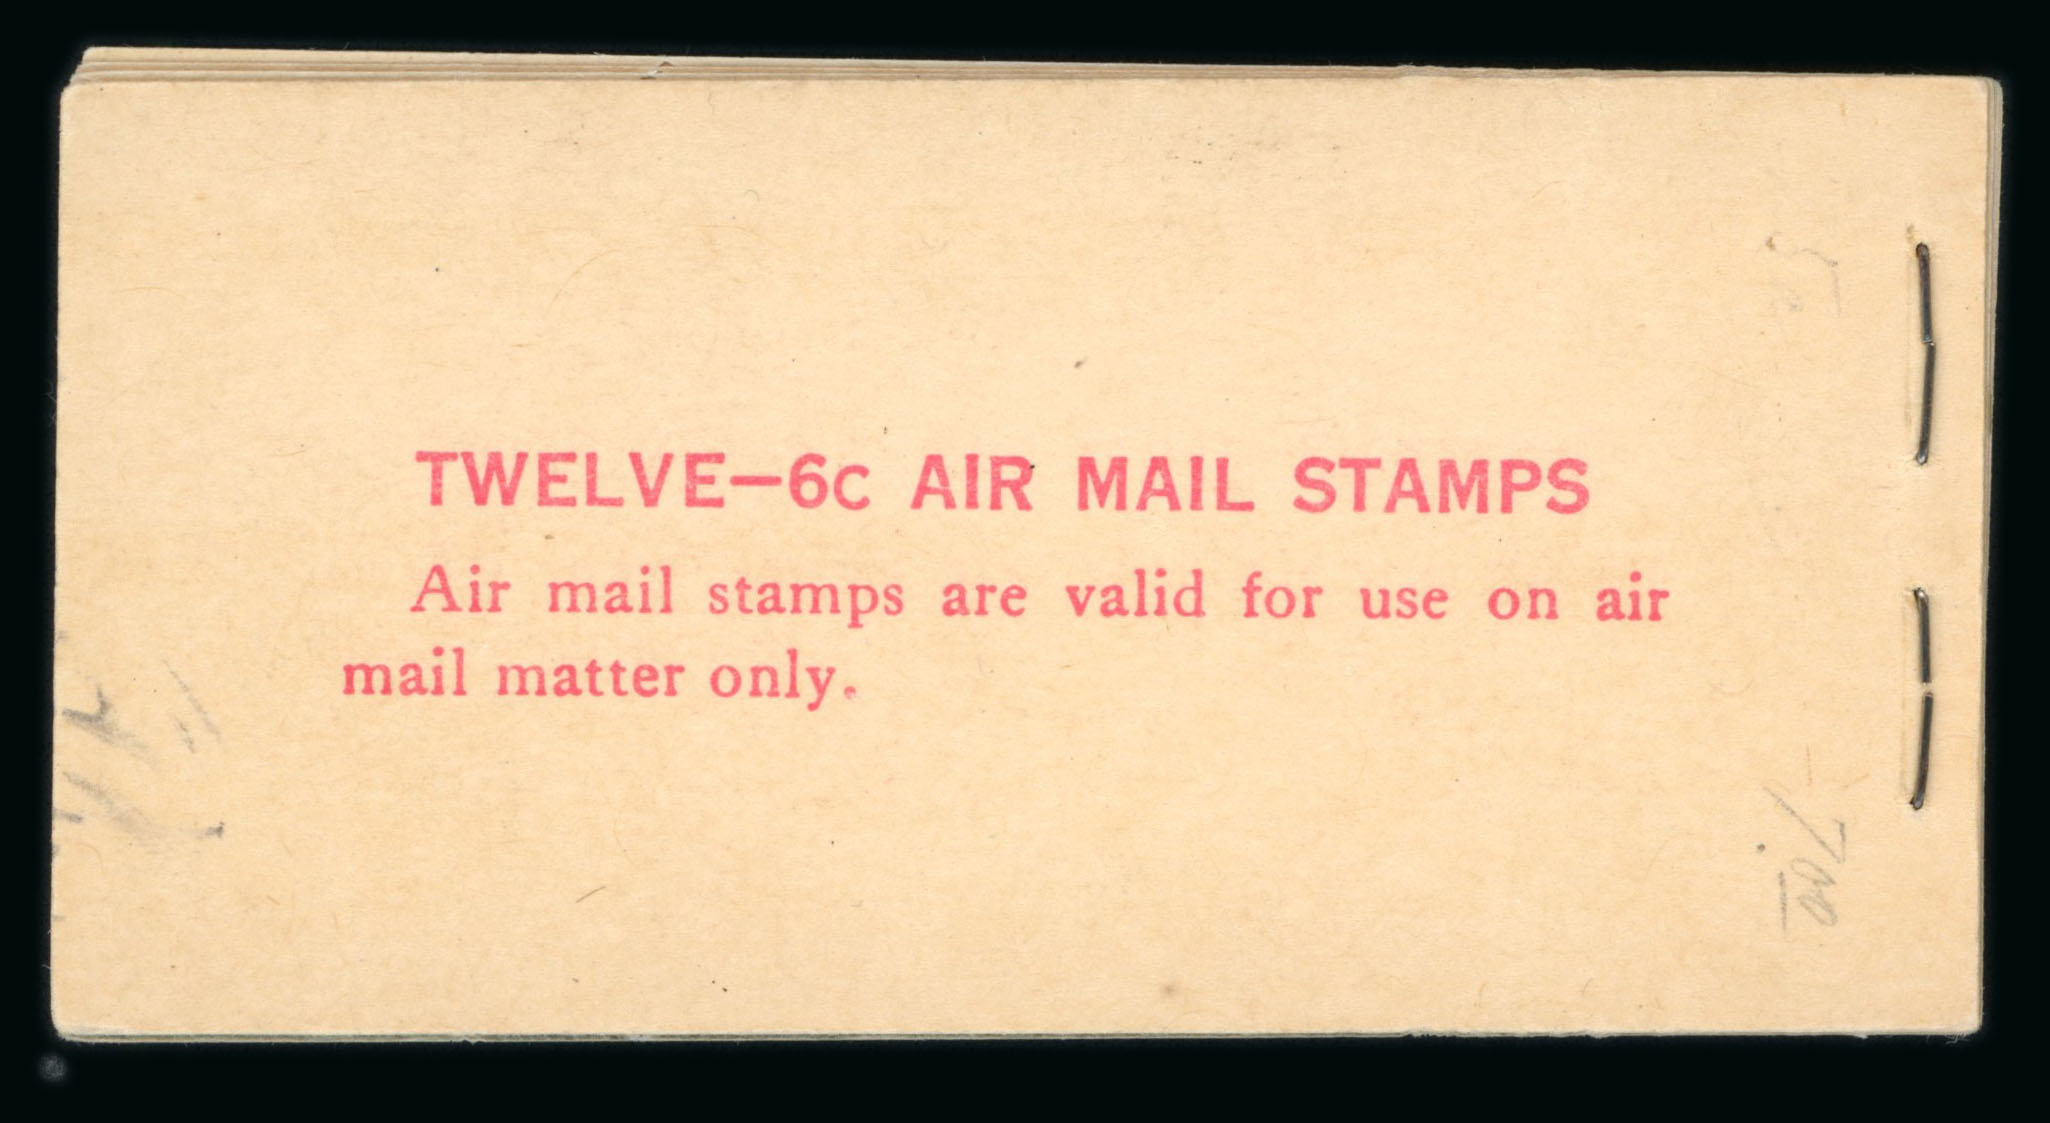 TWELVE—6c AIR MAIL STAMPS
Air mail stamps are valid for use on air
mail matter only.